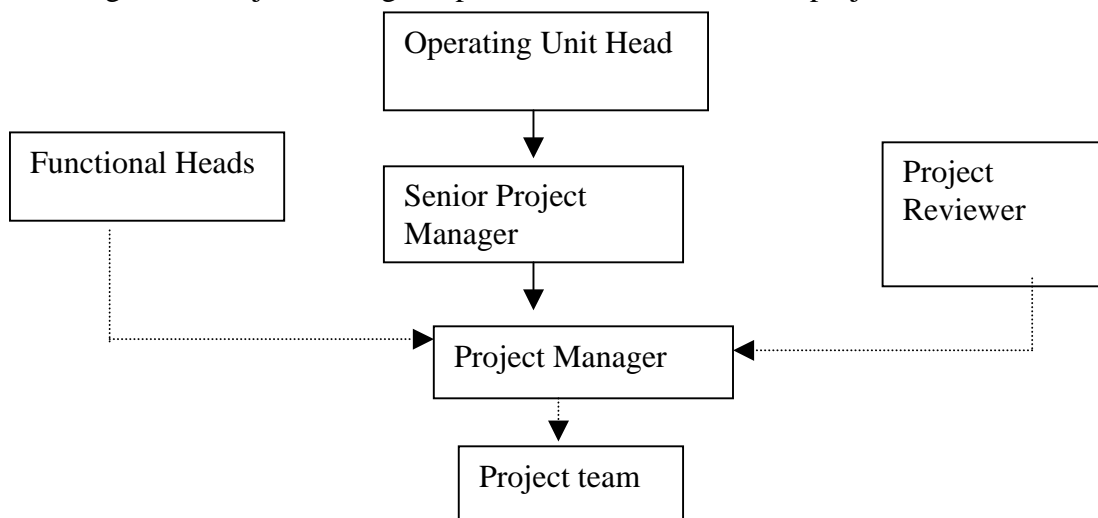 Operating Unit Head
Functional Heads
Senior Project
Manager
Project
Reviewer
Project Manager
Project team